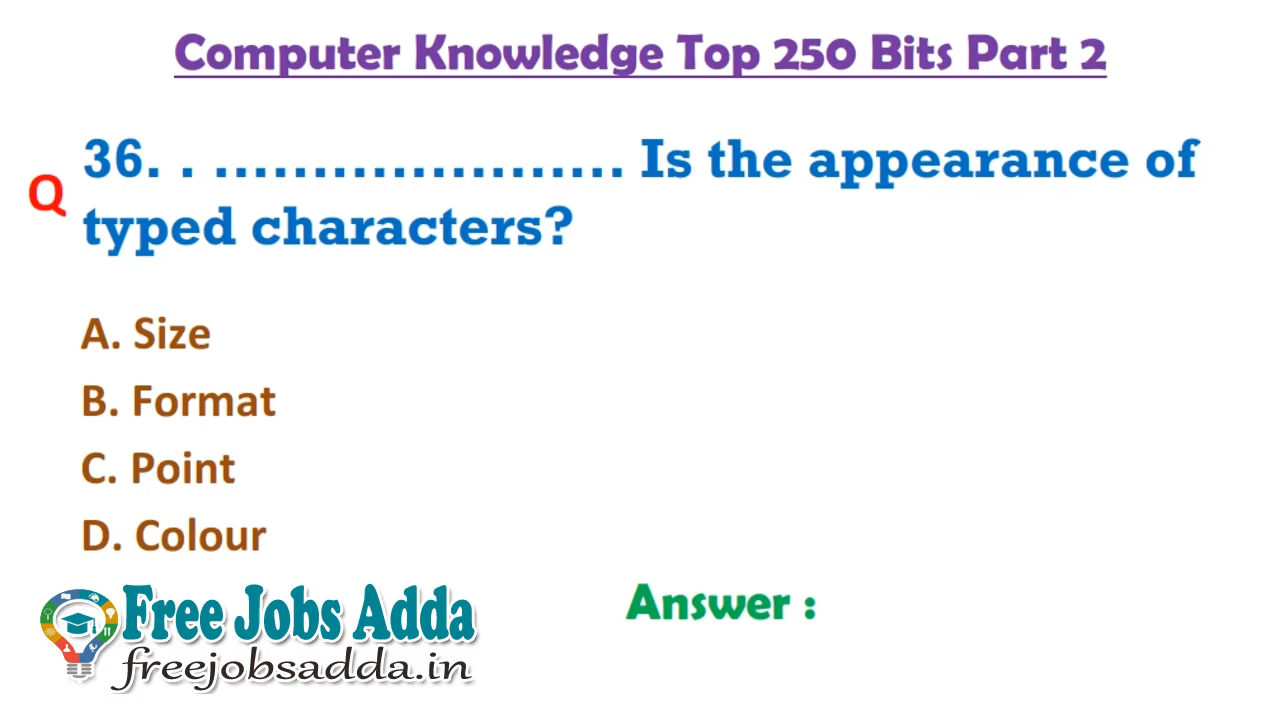 Computer Knowledge Top 250 Bits Part 2
Q
36. . ..................... Is the appearance of
typed characters?
A. Size
B. Format
C. Point
D. Colour
Answer :
Free Jobs Adda
freejobsadda.in